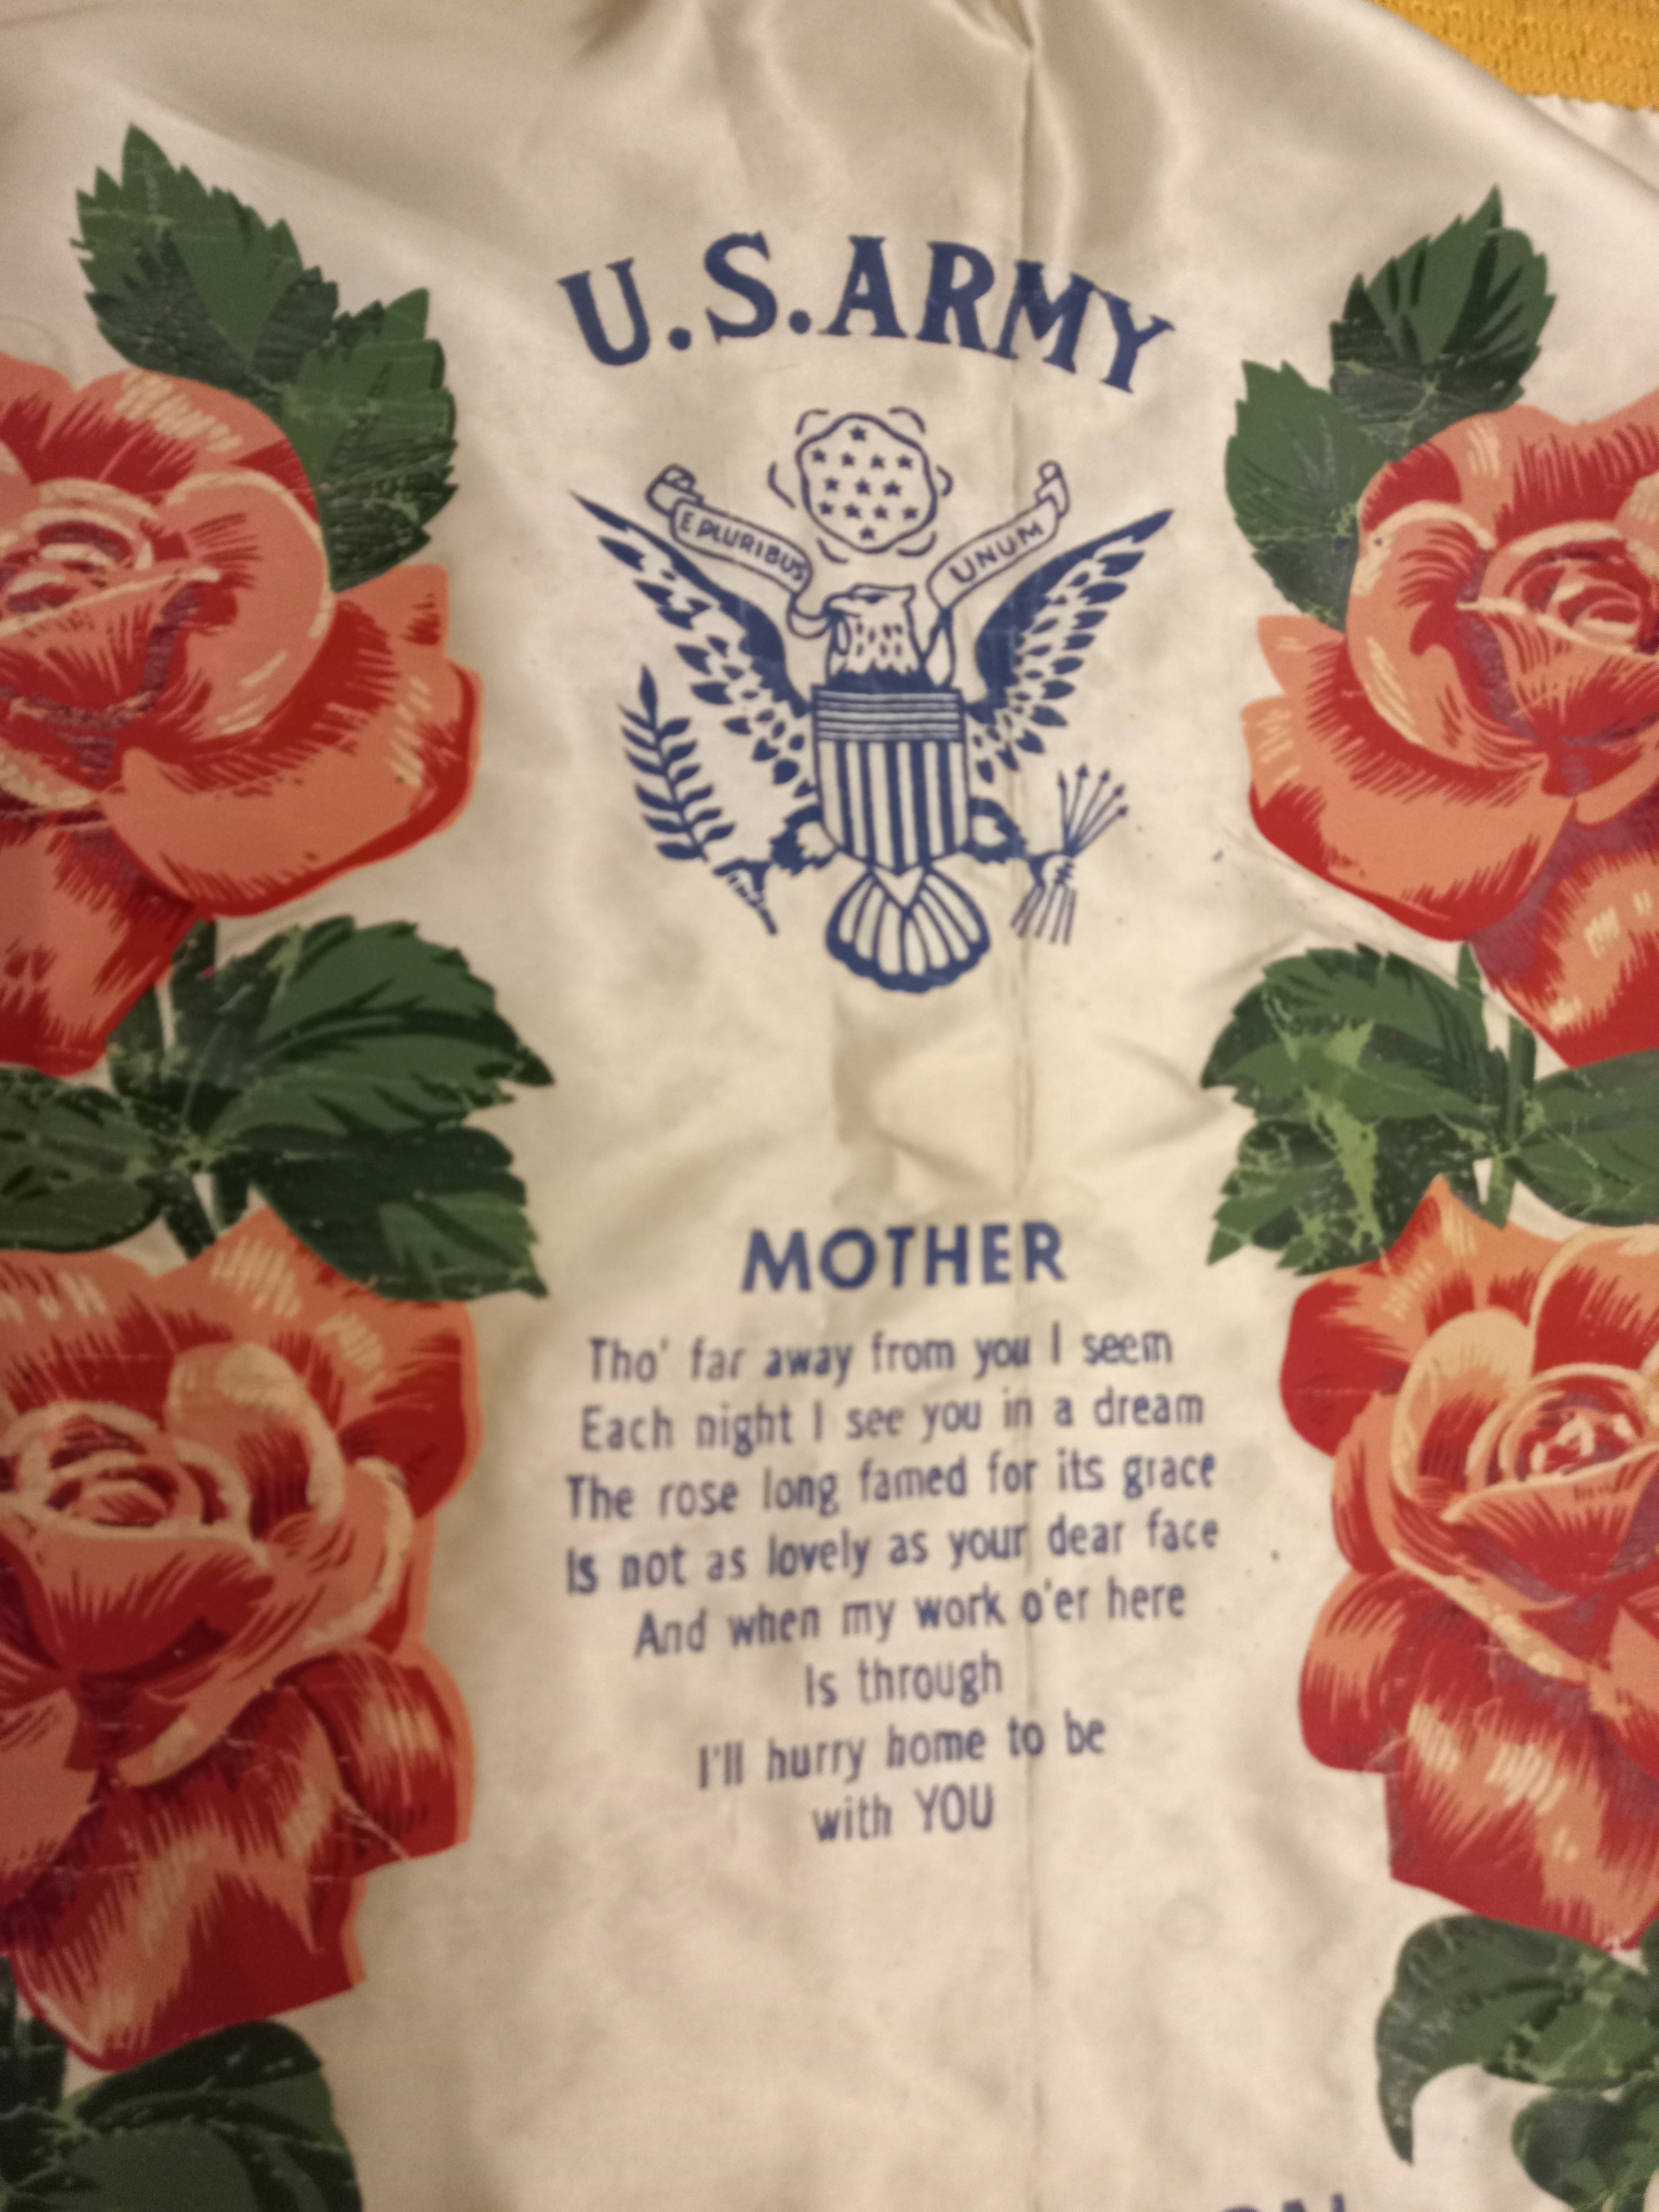 U.S.ARMY
E PLURIBUS UNUM
MOTHER
Tho' far away from you I seem
Each night I see you in a dream
The rose long famed for its grace
Is not as lovely as your dear face
And when my work o'er here
Is through
I'll hurry home to be
with YOU